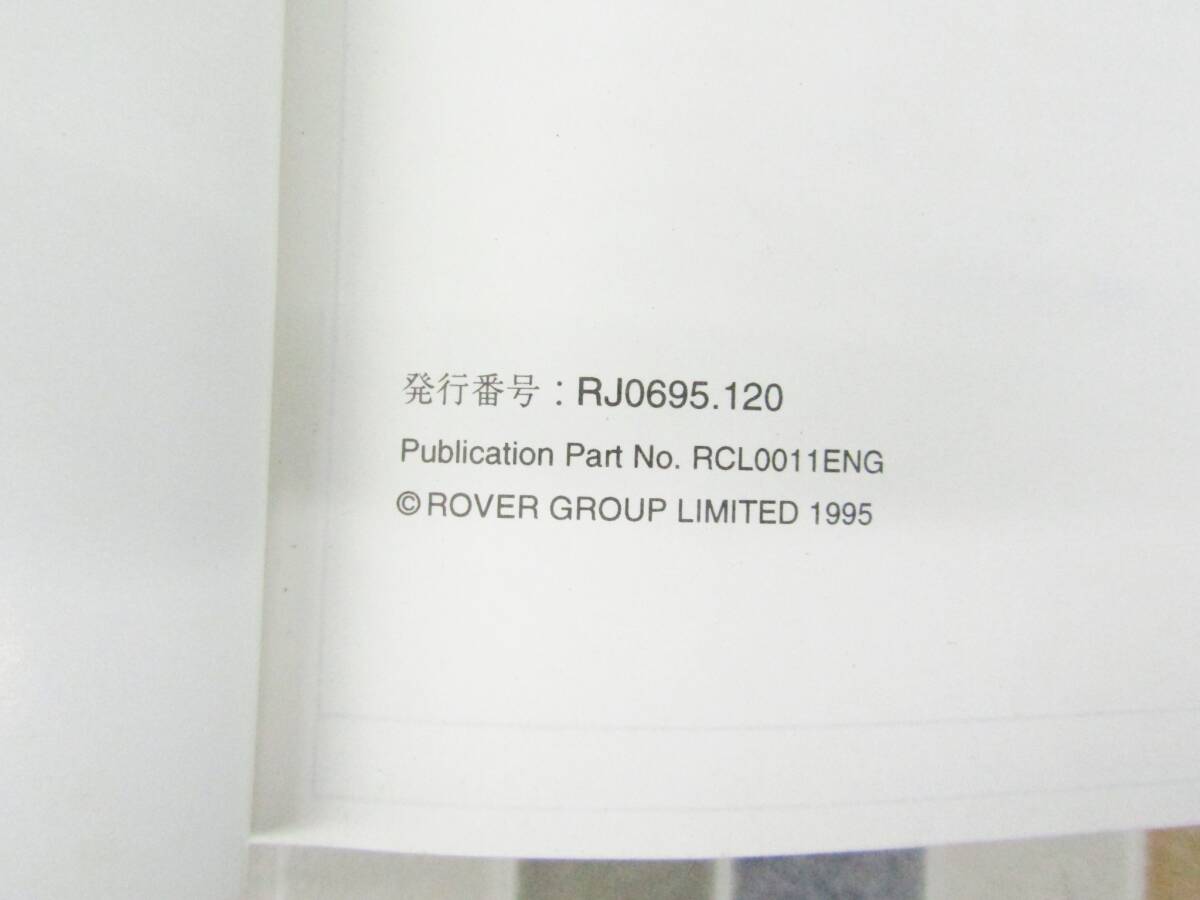 発行番号 : RJ0695.120
Publication Part No. RCL0011ENG
© ROVER GROUP LIMITED 1995